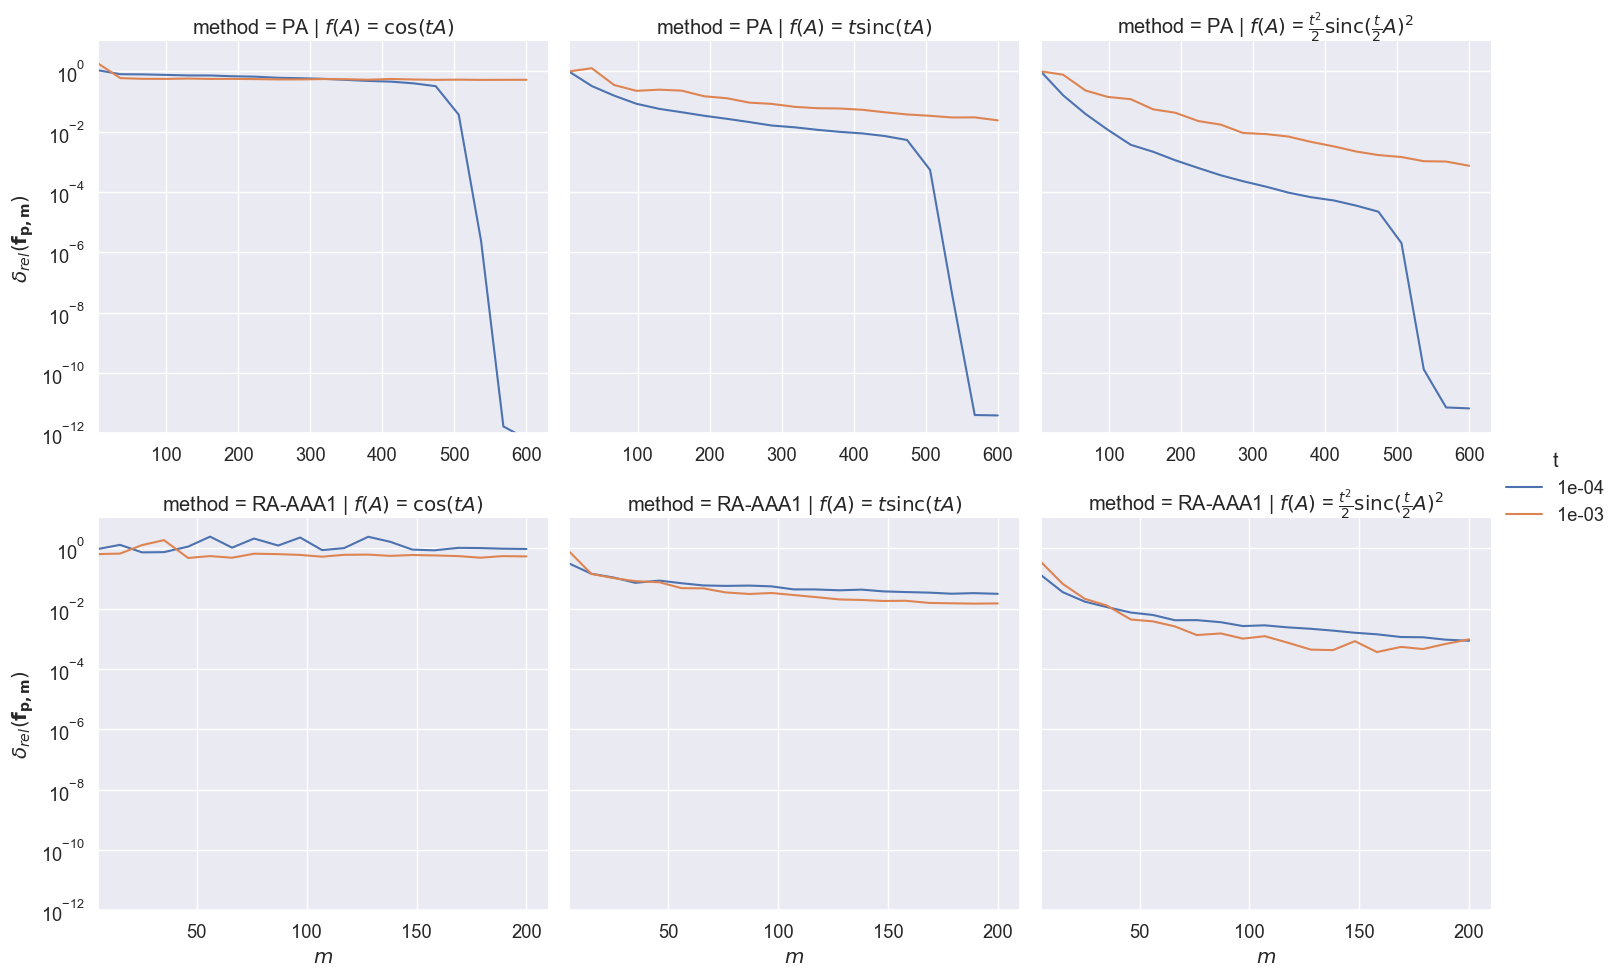 method = PA | f(A) = cos(tA)
method = PA | f(A) = tsinc(tA)
method = PA | f(A) = t²/2 sinc(t/2 A)²
δ_rel(f_p,m)
10⁰
10⁻²
10⁻⁴
10⁻⁶
10⁻⁸
10⁻¹⁰
10⁻¹²
100 200 300 400 500 600
100 200 300 400 500 600
100 200 300 400 500 600
t
1e-04
1e-03
method = RA-AAA1 | f(A) = cos(tA)
method = RA-AAA1 | f(A) = tsinc(tA)
method = RA-AAA1 | f(A) = t²/2 sinc(t/2 A)²
δ_rel(f_p,m)
10⁰
10⁻²
10⁻⁴
10⁻⁶
10⁻⁸
10⁻¹⁰
10⁻¹²
50 100 150 200
50 100 150 200
50 100 150 200
m
m
m